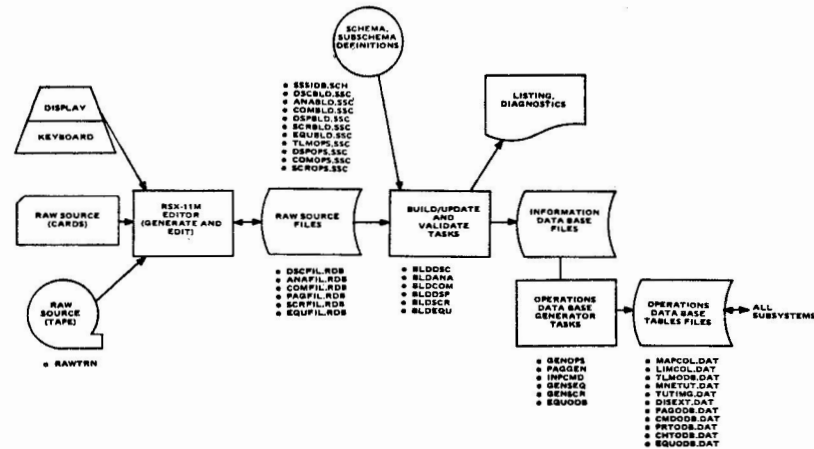 SCHEMA,
SUBSCHEMA
DEFINITIONS
• SSSIDB.SCH
• DSCBLD.SSC
• ANABLD.SSC
• COMBLD.SSC
• DSPBLD.SSC
• SCRBLD.SSC
• EQUBLD.SSC
• TLMOPS.SSC
• DSPOPS.SSC
• COMOPS.SSC
• SCROPS.SSC
LISTING,
DIAGNOSTICS
DISPLAY
KEYBOARD
RAW SOURCE
(CARDS)
RSX-11M
EDITOR
(GENERATE AND
EDIT)
RAW SOURCE
FILES
BUILD/UPDATE
AND
VALIDATE
TASKS
INFORMATION
DATA BASE
FILES
• DSCFIL.RDB
• ANAFIL.RDB
• COMFIL.RDB
• PAGFIL.RDB
• SCRFIL.RDB
• EQUFIL.RDB
• BLDDSC
• BLDANA
• BLDCOM
• BLDDSP
• BLDSCR
• BLDEQU
RAW
SOURCE
(TAPE)
• RAWTRN
OPERATIONS
DATA BASE
GENERATOR
TASKS
OPERATIONS
DATA BASE
TABLES FILES
ALL
SUBSYSTEMS
• GENOPS
• PAGGEN
• INPCMD
• GENSEQ
• GENSCR
• EQUODB
• MAPCOL.DAT
• LIMCOL.DAT
• TLMODB.DAT
• MNETUT.DAT
• TUTIMG.DAT
• DISEXT.DAT
• PAGODB.DAT
• CMDODB.DAT
• PRTODB.DAT
• CHTODB.DAT
• EQUODB.DAT